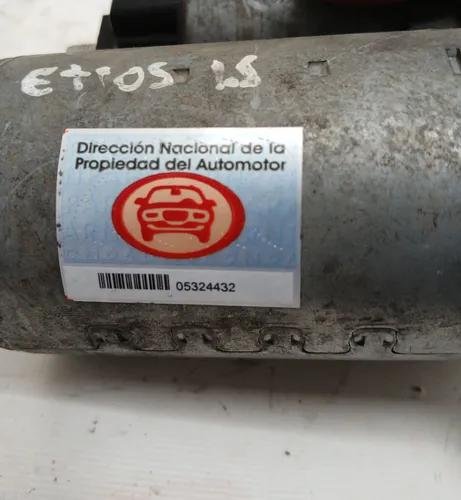 Etios 1.5
Dirección Nacional de la
Propiedad del Automotor
05324432